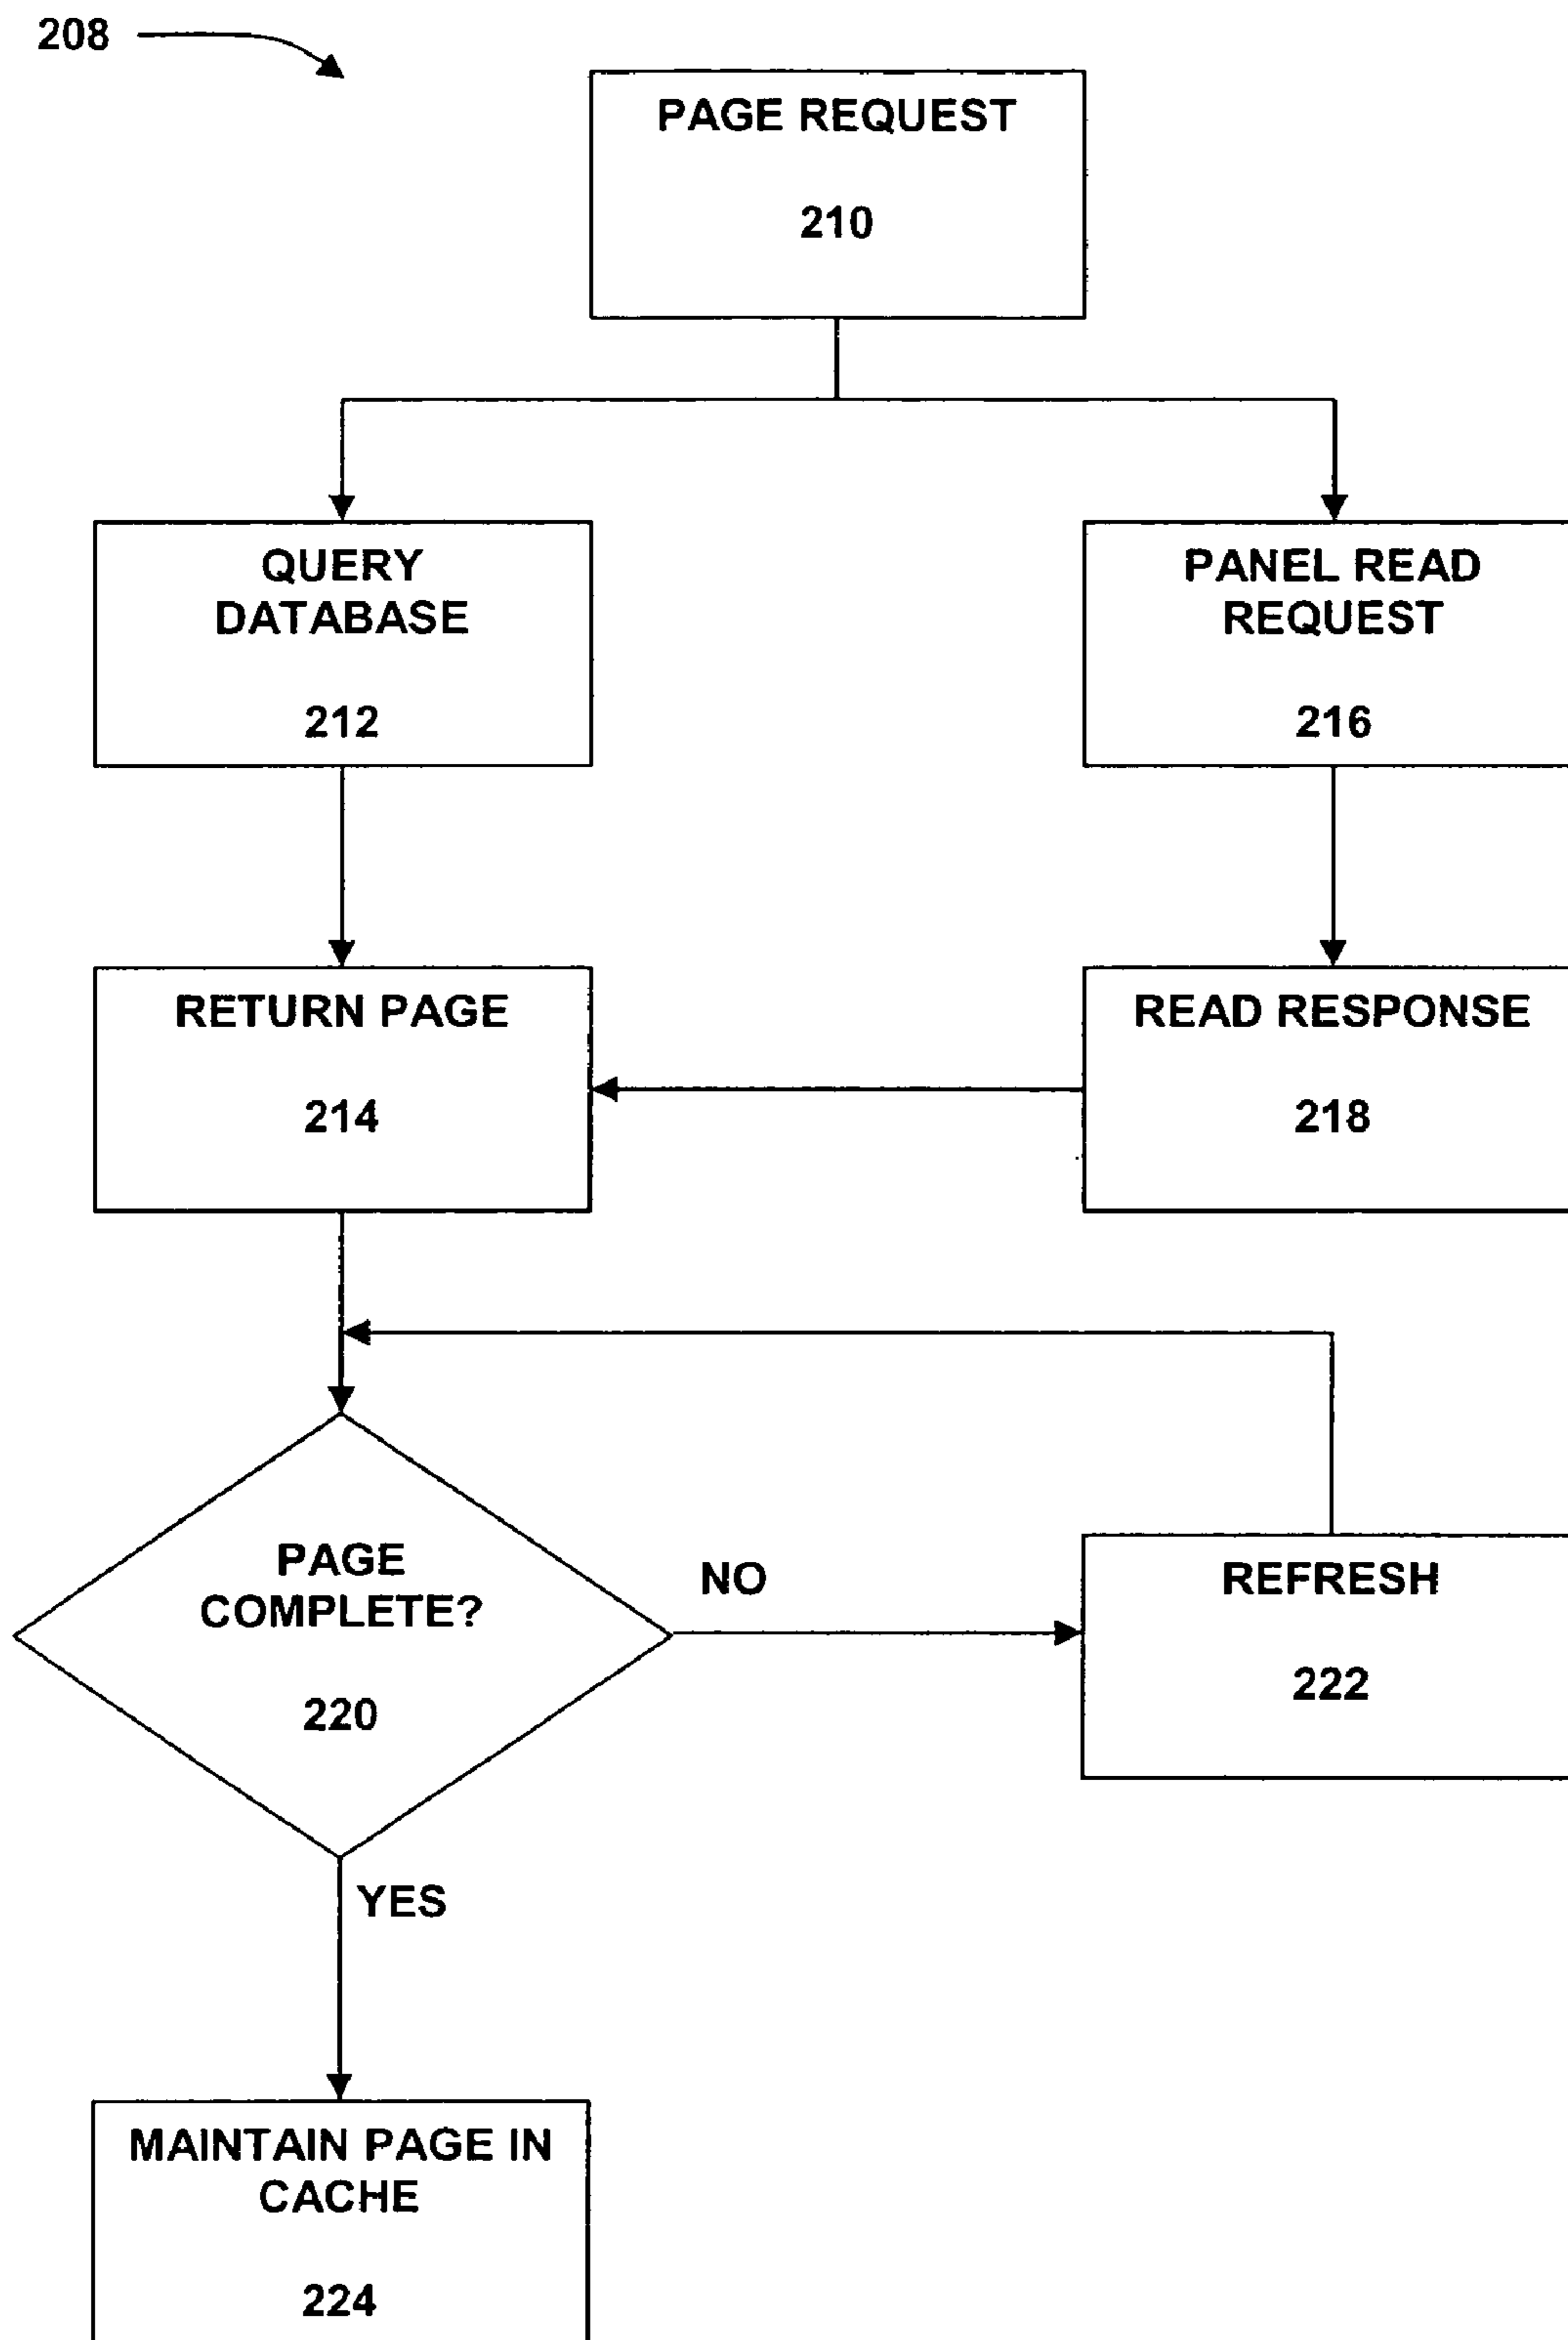 208
PAGE REQUEST
210
QUERY
DATABASE
212
PANEL READ
REQUEST
216
RETURN PAGE
214
READ RESPONSE
218
PAGE
COMPLETE?
220
NO
REFRESH
222
YES
MAINTAIN PAGE IN
CACHE
224